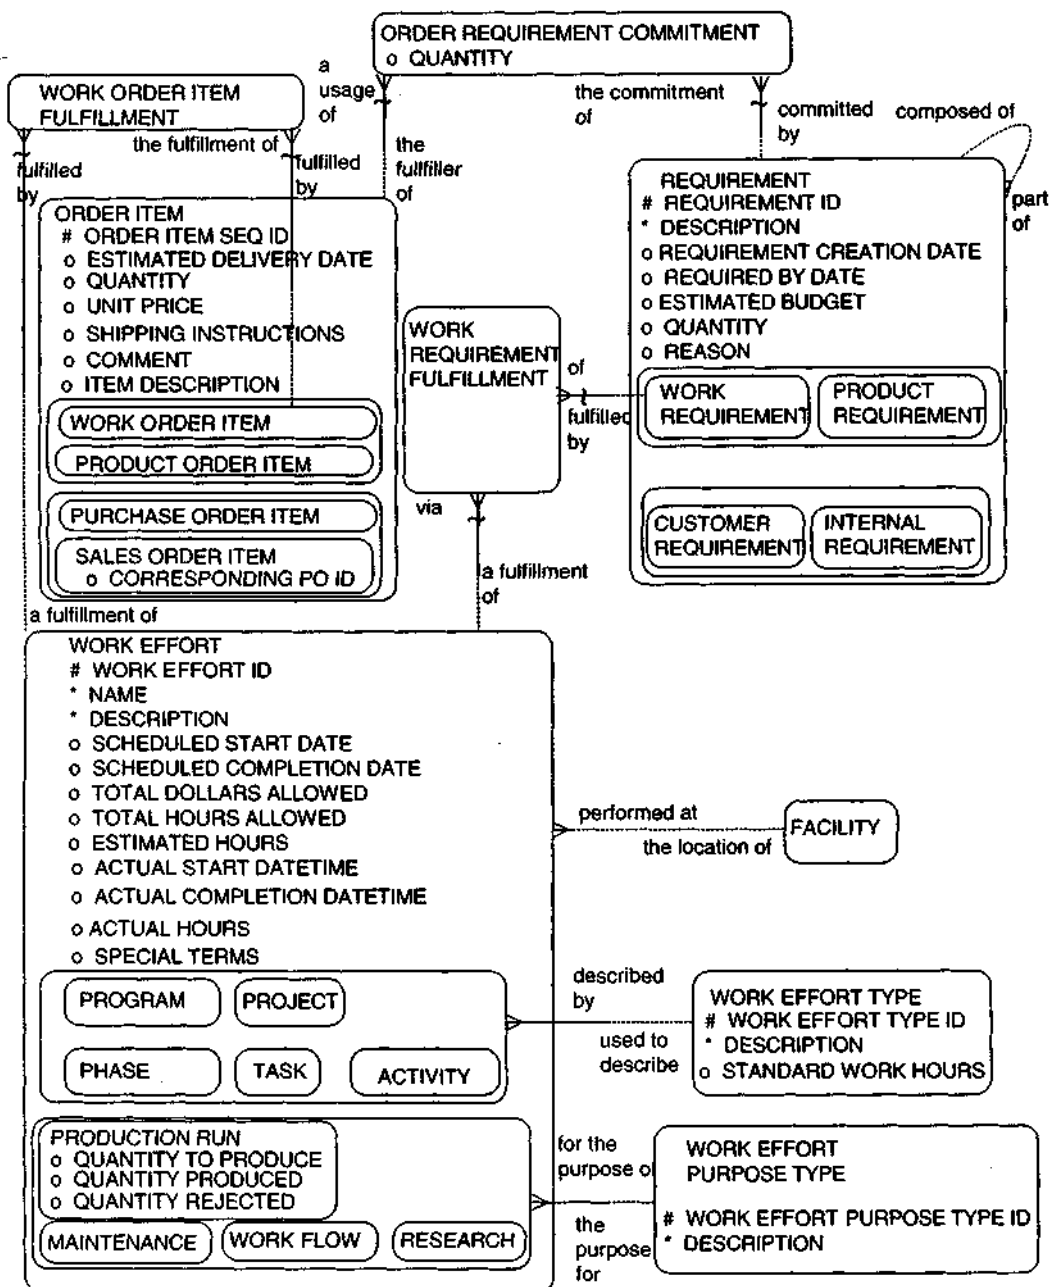 ORDER REQUIREMENT COMMITMENT
o QUANTITY
a
usage
of
WORK ORDER ITEM
FULFILLMENT
the commitment
of
committed
by
composed of
the fulfillment of
fulfilled
by
fulfilled
by
the
fullfiller
of
REQUIREMENT
# REQUIREMENT ID
* DESCRIPTION
o REQUIREMENT CREATION DATE
o REQUIRED BY DATE
o ESTIMATED BUDGET
o QUANTITY
o REASON
part
of
ORDER ITEM
# ORDER ITEM SEQ ID
o ESTIMATED DELIVERY DATE
o QUANTITY
o UNIT PRICE
o SHIPPING INSTRUCTIONS
o COMMENT
o ITEM DESCRIPTION
WORK
REQUIREMENT
FULFILLMENT
of
fulfilled
by
WORK
REQUIREMENT
PRODUCT
REQUIREMENT
WORK ORDER ITEM
PRODUCT ORDER ITEM
via
PURCHASE ORDER ITEM
SALES ORDER ITEM
o CORRESPONDING PO ID
CUSTOMER
REQUIREMENT
INTERNAL
REQUIREMENT
a fulfillment
of
a fulfillment of
WORK EFFORT
# WORK EFFORT ID
* NAME
* DESCRIPTION
o SCHEDULED START DATE
o SCHEDULED COMPLETION DATE
o TOTAL DOLLARS ALLOWED
o TOTAL HOURS ALLOWED
o ESTIMATED HOURS
o ACTUAL START DATETIME
o ACTUAL COMPLETION DATETIME
o ACTUAL HOURS
o SPECIAL TERMS
performed at
the location of
FACILITY
PROGRAM
PROJECT
PHASE
TASK
ACTIVITY
described
by
used to
describe
WORK EFFORT TYPE
# WORK EFFORT TYPE ID
* DESCRIPTION
o STANDARD WORK HOURS
PRODUCTION RUN
o QUANTITY TO PRODUCE
o QUANTITY PRODUCED
o QUANTITY REJECTED
MAINTENANCE
WORK FLOW
RESEARCH
for the
purpose of
the
purpose
for
WORK EFFORT
PURPOSE TYPE
# WORK EFFORT PURPOSE TYPE ID
* DESCRIPTION